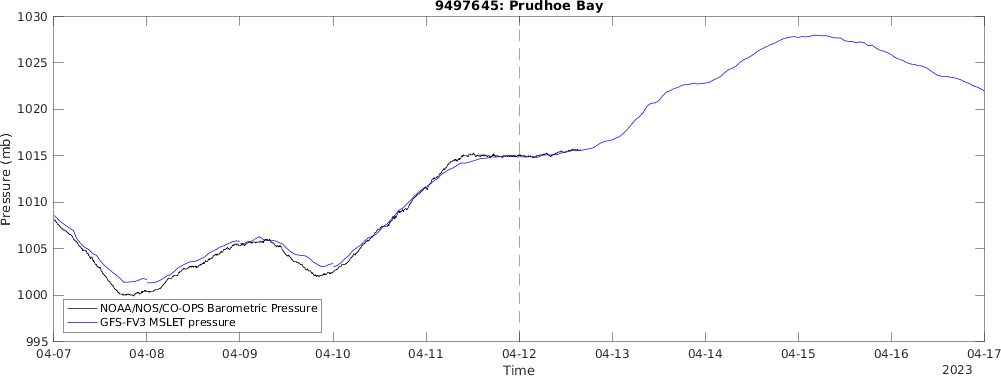 9497645: Prudhoe Bay
1030
1025
1020
1015
1010
1005
1000
995
Pressure (mb)
NOAA/NOS/CO-OPS Barometric Pressure
GFS-FV3 MSLET pressure
04-07 04-08 04-09 04-10 04-11 04-12 04-13 04-14 04-15 04-16 04-17
Time
2023